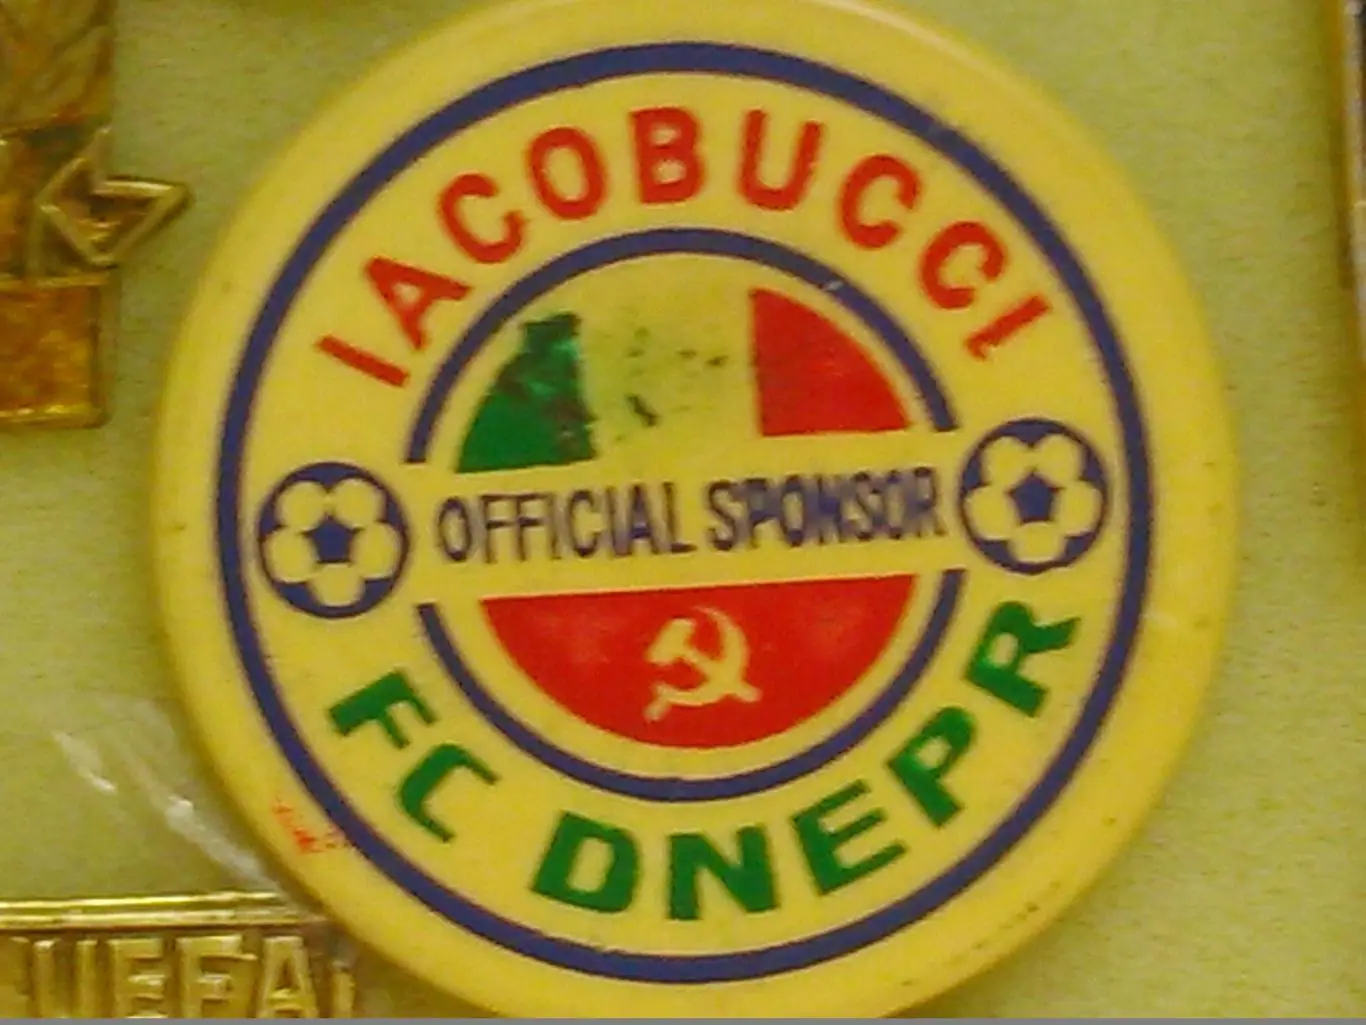 IACOBUCCI
OFFICIAL SPONSOR
FC DNEPR
UEFA